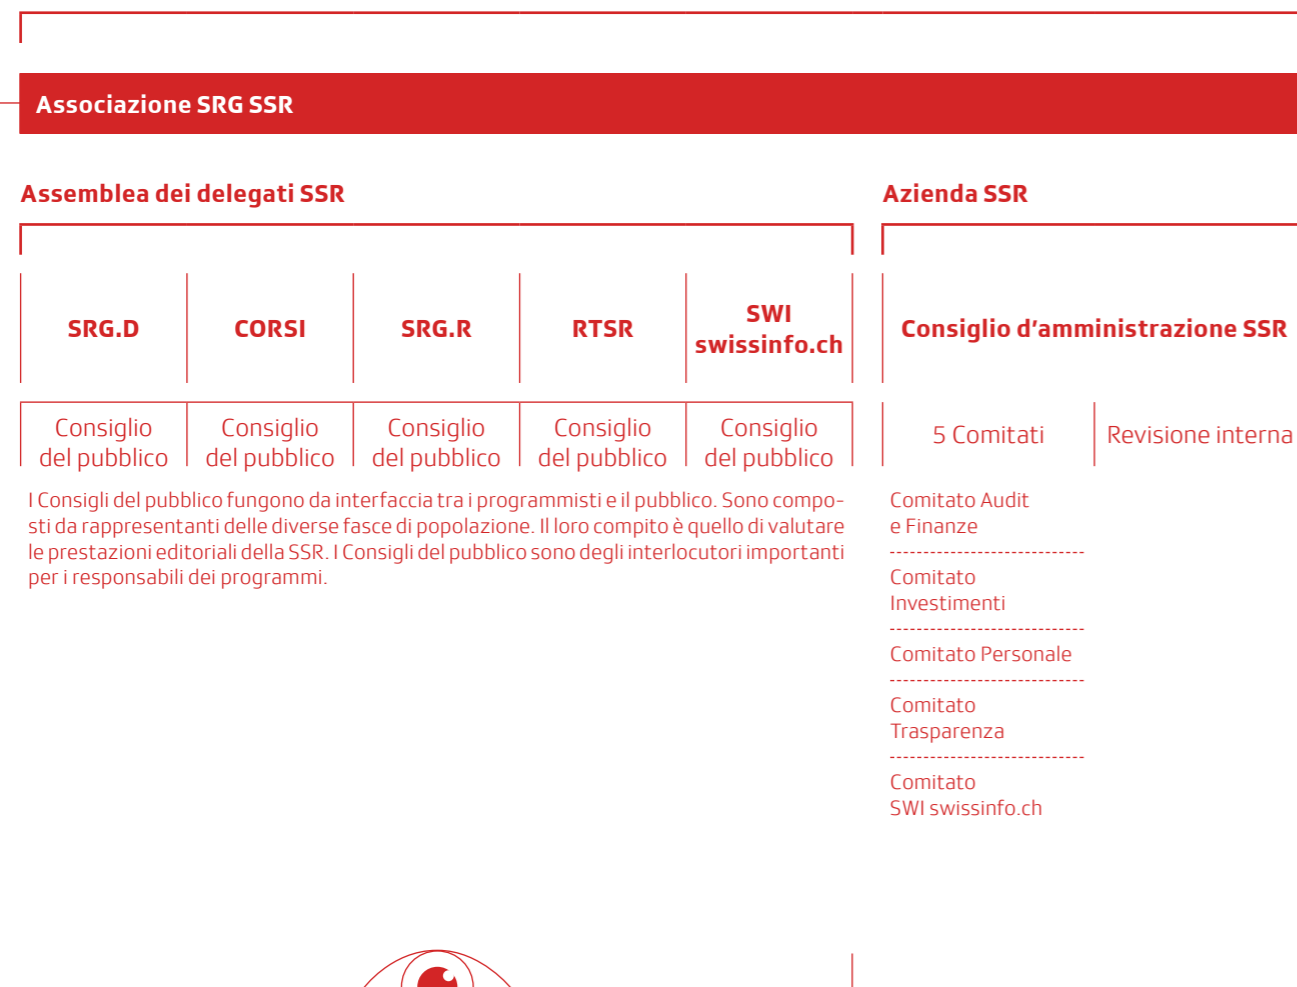 Associazione SRG SSR
Assemblea dei delegati SSR
SRG.D
CORSI
SRG.R
RTSR
SWI
swissinfo.ch
Consiglio
del pubblico
Consiglio
del pubblico
Consiglio
del pubblico
Consiglio
del pubblico
Consiglio
del pubblico
I Consigli del pubblico fungono da interfaccia tra i programmisti e il pubblico. Sono compo-
sti da rappresentanti delle diverse fasce di popolazione. Il loro compito è quello di valutare
le prestazioni editoriali della SSR. I Consigli del pubblico sono degli interlocutori importanti
per i responsabili dei programmi.
Azienda SSR
Consiglio d'amministrazione SSR
5 Comitati
Revisione interna
Comitato Audit
e Finanze
Comitato
Investimenti
Comitato Personale
Comitato
Trasparenza
Comitato
SWI swissinfo.ch